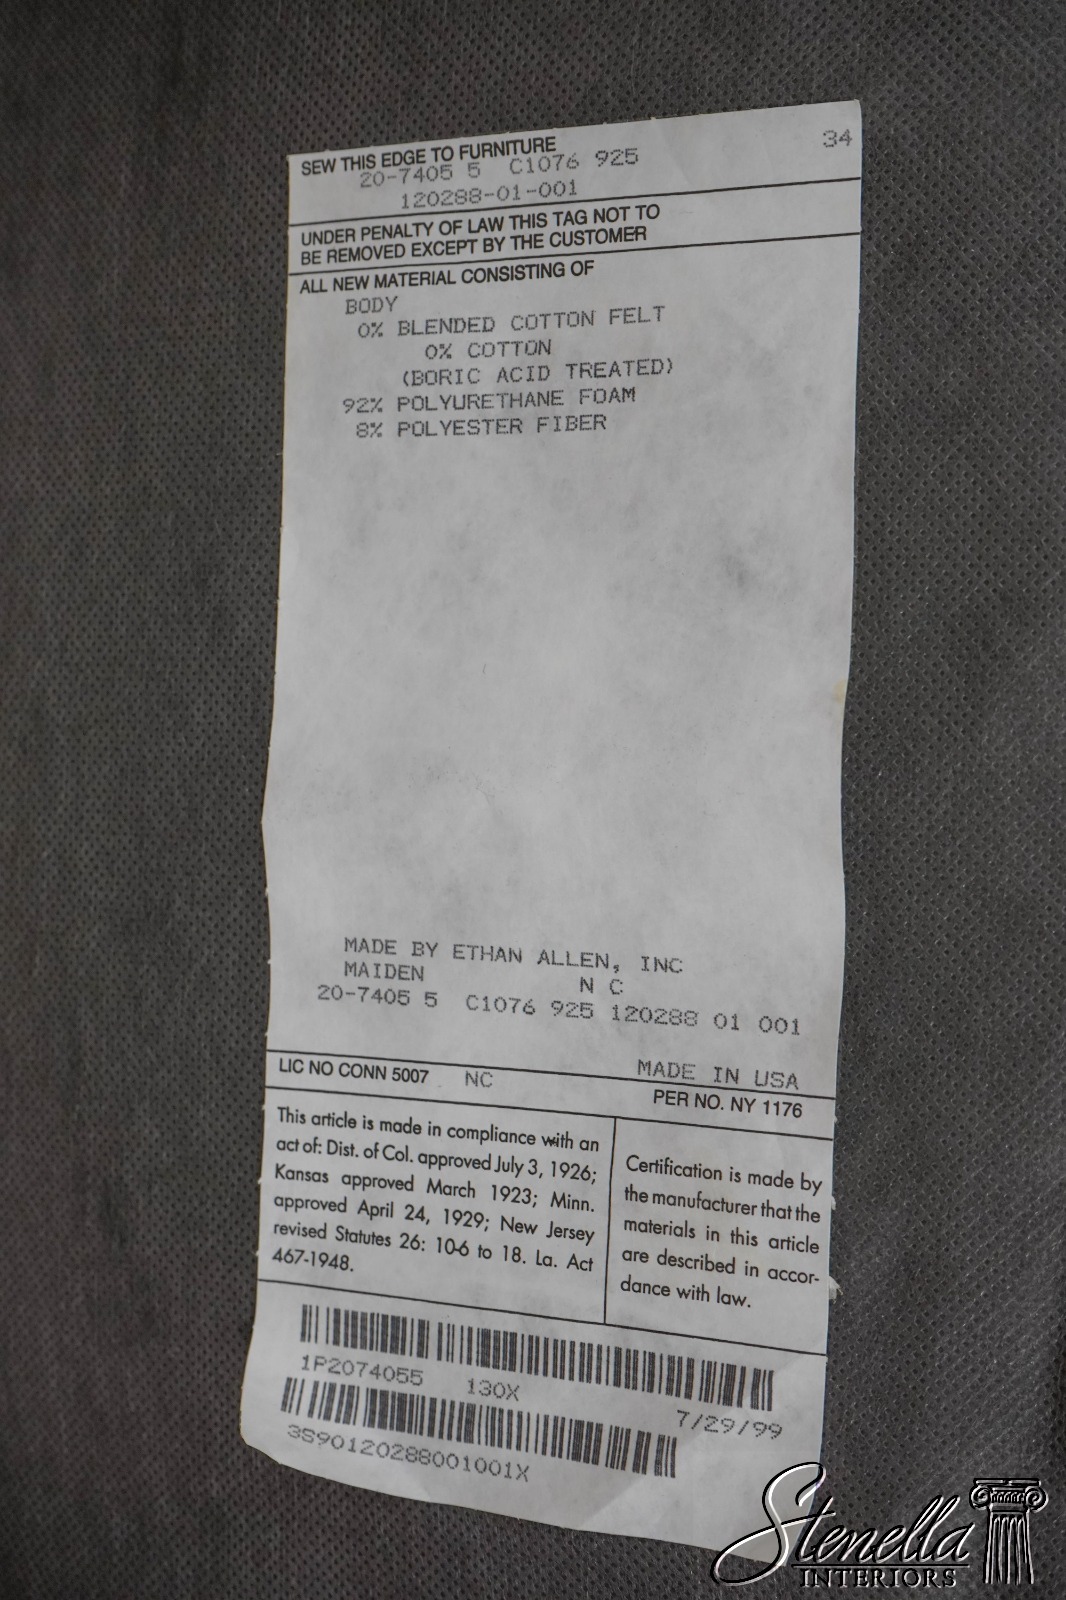 SEW THIS EDGE TO FURNITURE
34
20-7405 5 C1076 925
120288-01-001
UNDER PENALTY OF LAW THIS TAG NOT TO
BE REMOVED EXCEPT BY THE CUSTOMER
ALL NEW MATERIAL CONSISTING OF
BODY
0% BLENDED COTTON FELT
0% COTTON
(BORIC ACID TREATED)
92% POLYURETHANE FOAM
8% POLYESTER FIBER
MADE BY ETHAN ALLEN, INC
MAIDEN N C
20-7405 5 C1076 925 120288 01 001
MADE IN USA
LIC NO CONN 5007 NC
PER NO. NY 1176
This article is made in compliance with an
act of: Dist. of Col. approved July 3, 1926;
Kansas approved March 1923; Minn.
approved April 24, 1929; New Jersey
revised Statutes 26: 10-6 to 18. La. Act
467-1948.
Certification is made by
the manufacturer that the
materials in this article
are described in accor-
dance with law.
1P2074055 130X
7/29/99
3S90120288001001X
Stenella
INTERIORS